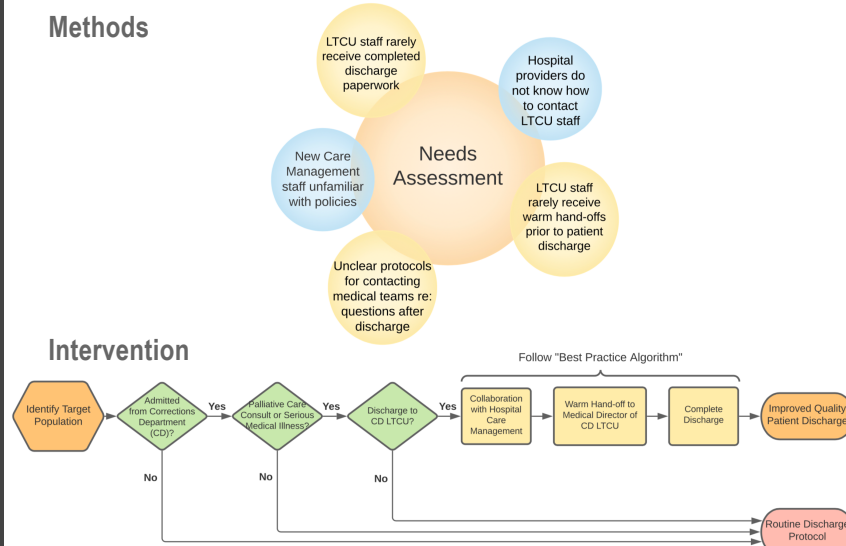 Methods
LTCU staff rarely
receive completed
discharge
paperwork
Hospital
providers do
not know how
to contact
LTCU staff
New Care
Management
staff unfamiliar
with policies
Needs
Assessment
LTCU staff
rarely receive
warm hand-offs
prior to patient
discharge
Unclear protocols
for contacting
medical teams re:
questions after
discharge
Intervention
Follow "Best Practice Algorithm"
Identify Target
Population
Admitted
from Corrections
Department
(CD)?
Yes
Palliative Care
Consult or Serious
Medical Illness?
Yes
Discharge to
CD LTCU?
Yes
Collaboration
with Hospital
Care
Management
Warm Hand-off to
Medical Director of
CD LTCU
Complete
Discharge
Improved Quality
Patient Discharge
No
No
No
Routine Discharge
Protocol